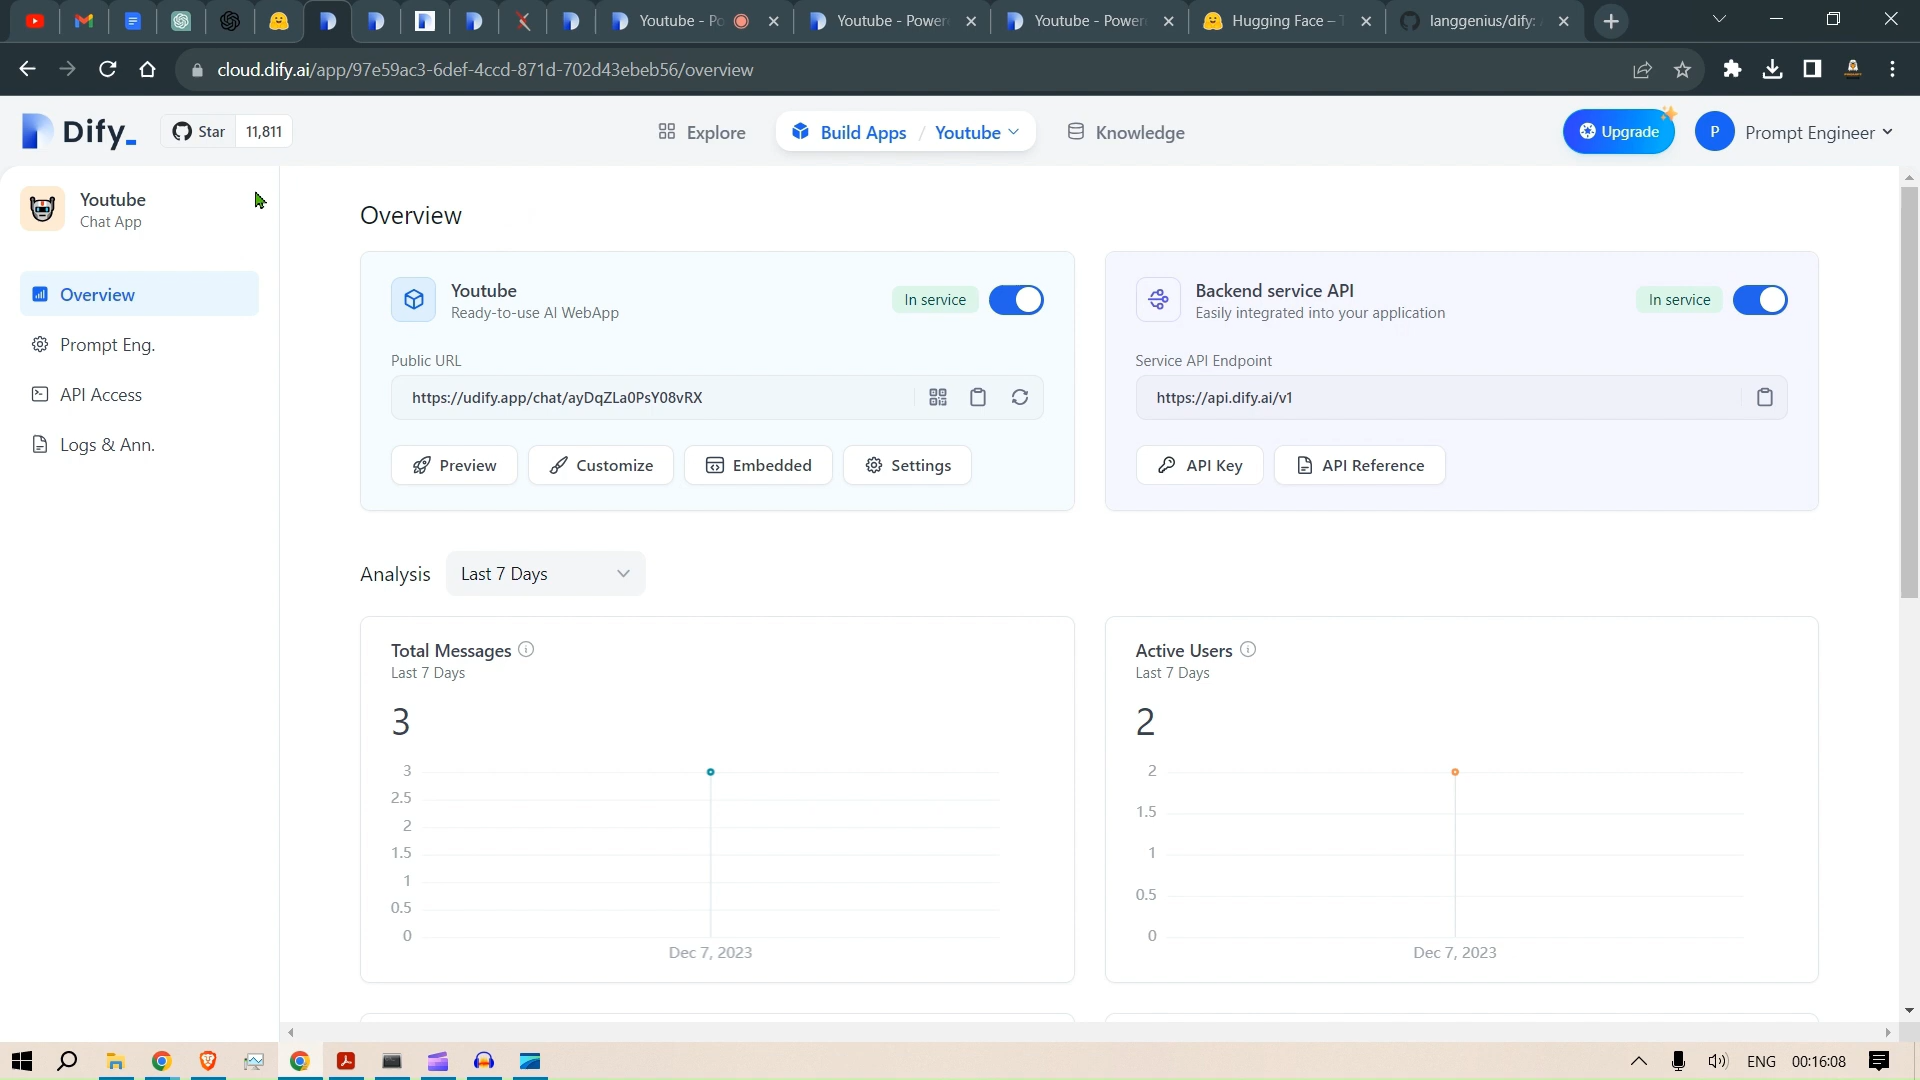 Youtube - Po
Youtube - Power
Youtube - Power
Hugging Face – T
langgenius/dify:
cloud.dify.ai/app/97e59ac3-6def-4ccd-871d-702d43ebeb56/overview
Dify_
Star 11,811
Explore
Build Apps / Youtube
Knowledge
Upgrade
P Prompt Engineer
Youtube
Chat App
Overview
Prompt Eng.
API Access
Logs & Ann.
Overview
Youtube
Ready-to-use AI WebApp
In service
Public URL
https://udify.app/chat/ayDqZLa0PsY08vRX
Preview
Customize
Embedded
Settings
Backend service API
Easily integrated into your application
In service
Service API Endpoint
https://api.dify.ai/v1
API Key
API Reference
Analysis
Last 7 Days
Total Messages
Last 7 Days
3
3
2.5
2
1.5
1
0.5
0
Dec 7, 2023
Active Users
Last 7 Days
2
2
1.5
1
0.5
0
Dec 7, 2023
ENG
00:16:08